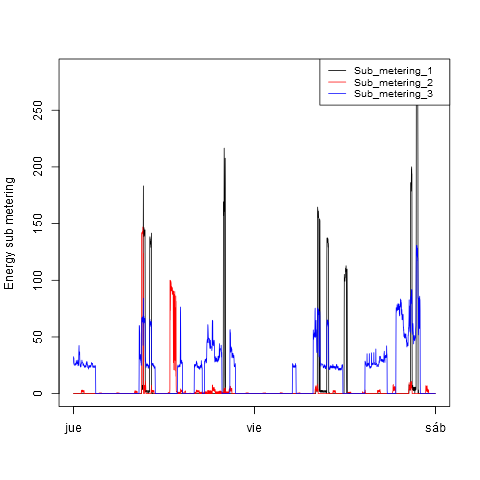 Sub_metering_1
Sub_metering_2
Sub_metering_3
Energy sub metering
250
200
150
100
50
0
jue vie sáb